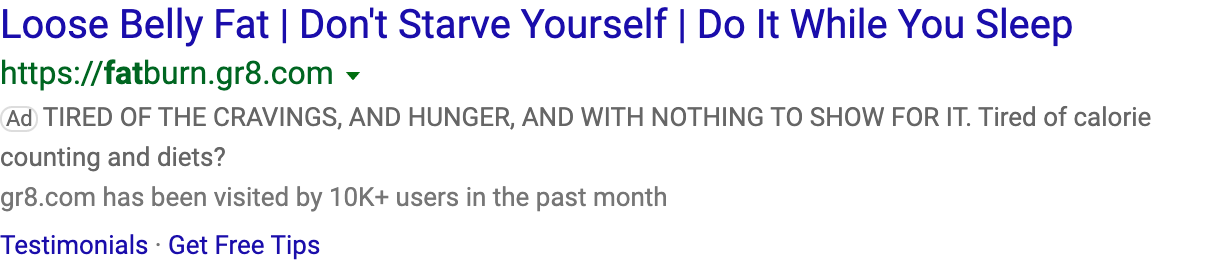 Loose Belly Fat | Don't Starve Yourself | Do It While You Sleep
https://fatburn.gr8.com
Ad TIRED OF THE CRAVINGS, AND HUNGER, AND WITH NOTHING TO SHOW FOR IT. Tired of calorie
counting and diets?
gr8.com has been visited by 10K+ users in the past month
Testimonials · Get Free Tips